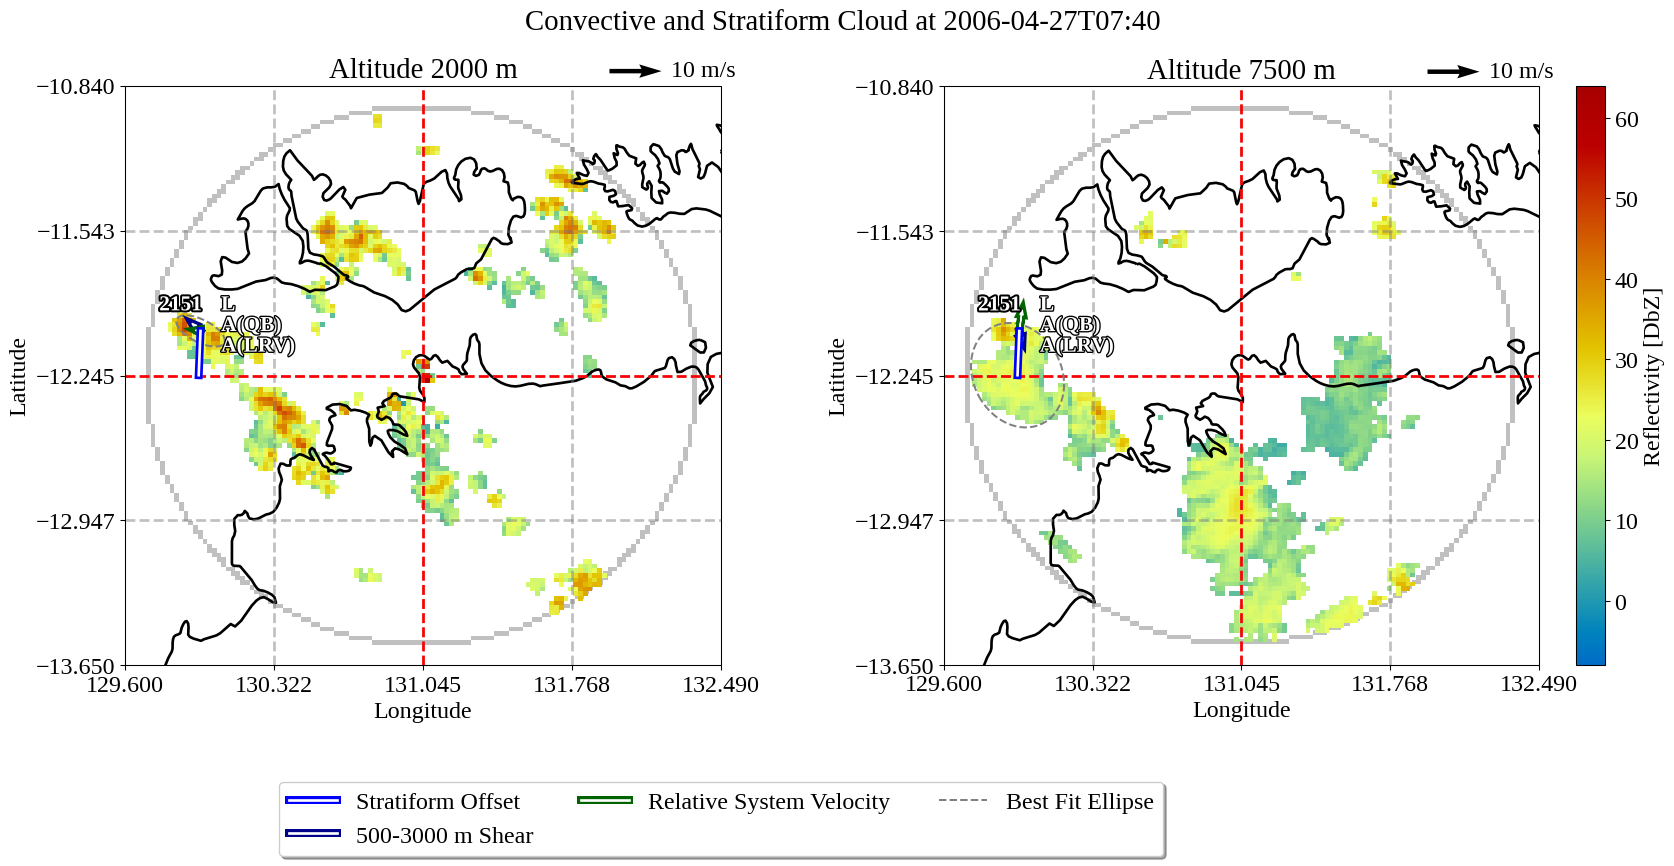 Convective and Stratiform Cloud at 2006-04-27T07:40
Altitude 2000 m
10 m/s
−10.840
−11.543
−12.245
−12.947
−13.650
129.600
130.322
131.045
131.768
132.490
Longitude
Latitude
2151
L
A(QB)
A(LRV)
Altitude 7500 m
10 m/s
−10.840
−11.543
−12.245
−12.947
−13.650
129.600
130.322
131.045
131.768
132.490
Longitude
Latitude
2151
L
A(QB)
A(LRV)
60
50
40
30
20
10
0
Reflectivity [DbZ]
Stratiform Offset
500-3000 m Shear
Relative System Velocity
Best Fit Ellipse